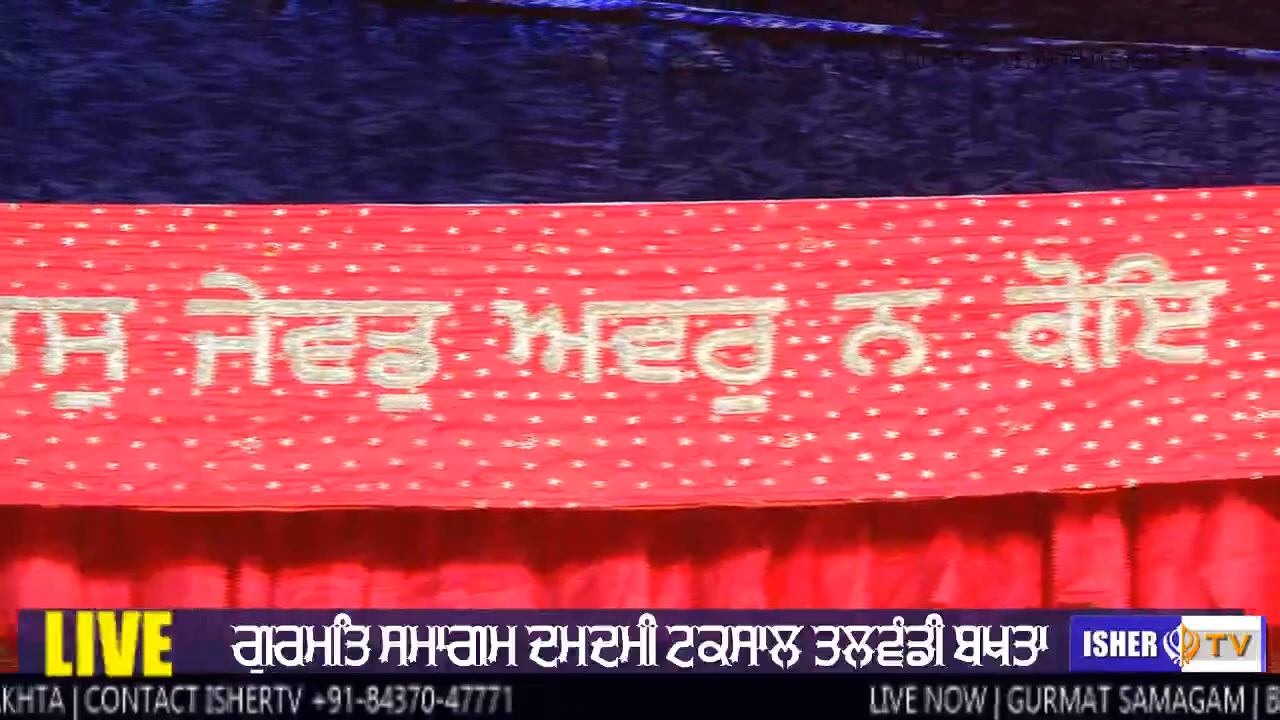 ਜੇਵਡੁ ਅਵਰੁ ਨ ਕੋਇ
LIVE ਗੁਰਮਤਿ ਸਮਾਗਮ ਦਮਦਮੀ ਟਕਸਾਲ ਤਲਵੰਡੀ ਬਖਤਾ ISHER TV
AKHTA | CONTACT ISHERTV +91-84370-47771 LIVE NOW | GURMAT SAMAGAM | B